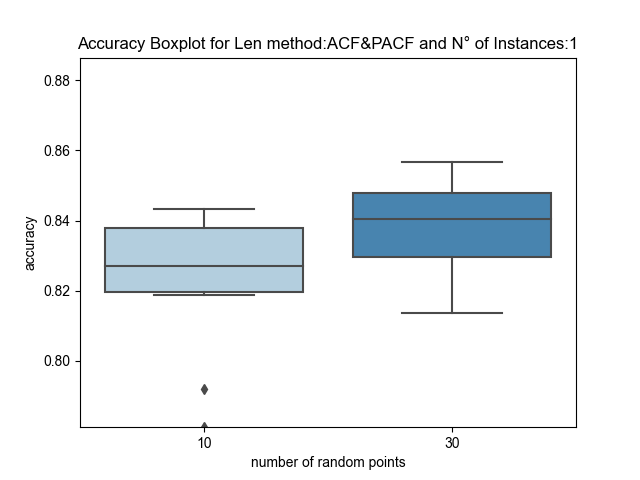 Accuracy Boxplot for Len method:ACF&PACF and N° of Instances:1
0.88
0.86
0.84
0.82
0.80
accuracy
10
30
number of random points